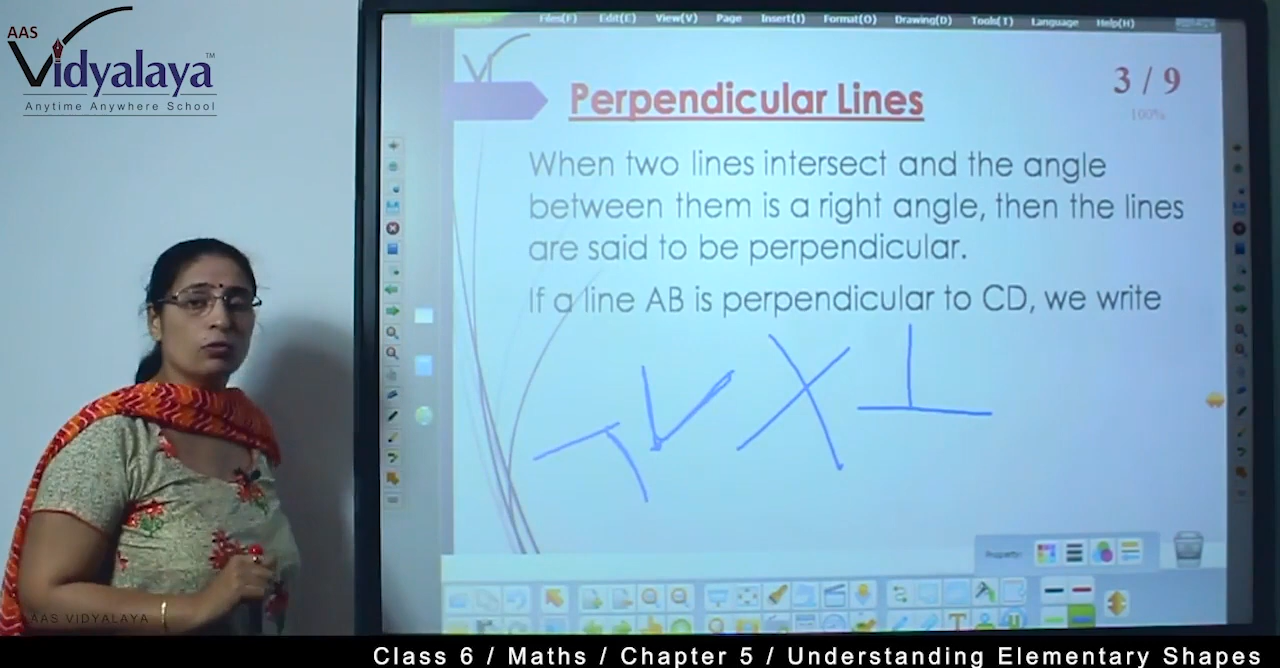 AAS
Vidyalaya™
Anytime Anywhere School
Files(F) Edit(E) View(V) Page Insert(I) Format(O) Drawing(D) Tools(T) Language Help(H)
3 / 9
100%
Perpendicular Lines
When two lines intersect and the angle
between them is a right angle, then the lines
are said to be perpendicular.
If a line AB is perpendicular to CD, we write
Property:
AAS VIDYALAYA
Class 6 / Maths / Chapter 5 / Understanding Elementary Shapes